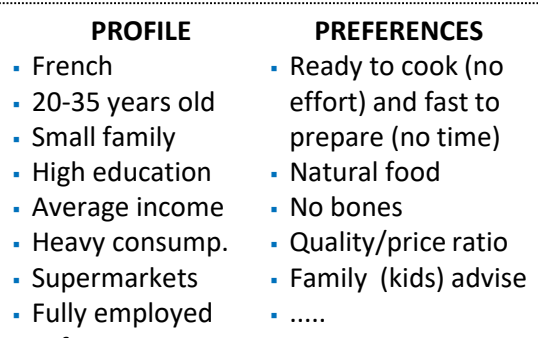 PROFILE
▪ French
▪ 20-35 years old
▪ Small family
▪ High education
▪ Average income
▪ Heavy consump.
▪ Supermarkets
▪ Fully employed
PREFERENCES
▪ Ready to cook (no
effort) and fast to
prepare (no time)
▪ Natural food
▪ No bones
▪ Quality/price ratio
▪ Family (kids) advise
▪ .....